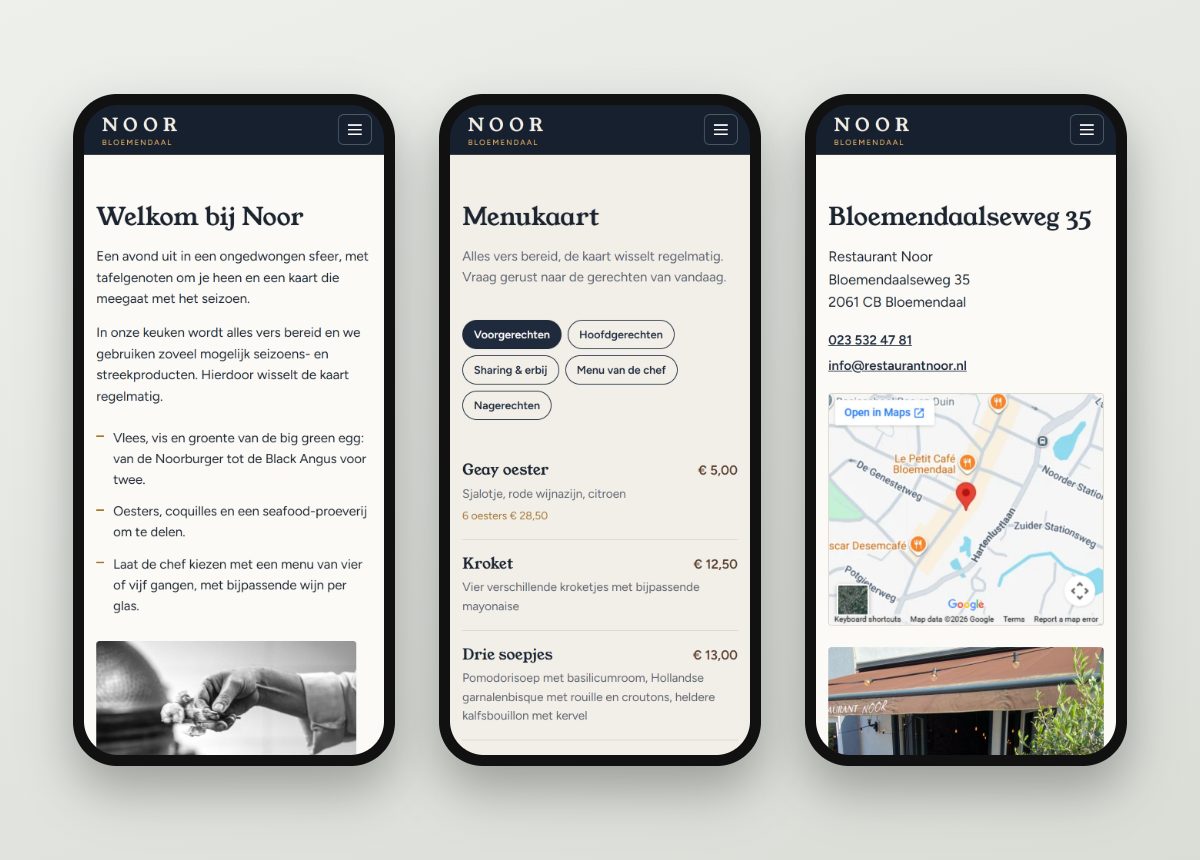 NOOR
BLOEMENDAAL
Welkom bij Noor
Een avond uit in een ongedwongen sfeer, met
tafelgenoten om je heen en een kaart die
meegaat met het seizoen.
In onze keuken wordt alles vers bereid en we
gebruiken zoveel mogelijk seizoens- en
streekproducten. Hierdoor wisselt de kaart
regelmatig.
Vlees, vis en groente van de big green egg:
van de Noorburger tot de Black Angus voor
twee.
Oesters, coquilles en een seafood-proeverij
om te delen.
Laat de chef kiezen met een menu van vier
of vijf gangen, met bijpassende wijn per
glas.
NOOR
BLOEMENDAAL
Menukaart
Alles vers bereid, de kaart wisselt regelmatig.
Vraag gerust naar de gerechten van vandaag.
Voorgerechten
Hoofdgerechten
Sharing & erbij
Menu van de chef
Nagerechten
Geay oester € 5,00
Sjalotje, rode wijnazijn, citroen
6 oesters € 28,50
Kroket € 12,50
Vier verschillende kroketjes met bijpassende
mayonaise
Drie soepjes € 13,00
Pomodorisoep met basilicumroom, Hollandse
garnalenbisque met rouille en croutons, heldere
kalfsbouillon met kervel
NOOR
BLOEMENDAAL
Bloemendaalseweg 35
Restaurant Noor
Bloemendaalseweg 35
2061 CB Bloemendaal
023 532 47 81
info@restaurantnoor.nl
Duin
Open in Maps
Le Petit Café
Bloemendaal
De Genestetweg
Noorder Statio
Hartenlustlaan
Zuider Stationsweg
scar Desemcafé
Potgieterweg
Google
Keyboard shortcuts
Map data ©2026 Google
Terms
Report a map error
AURANT NOOR